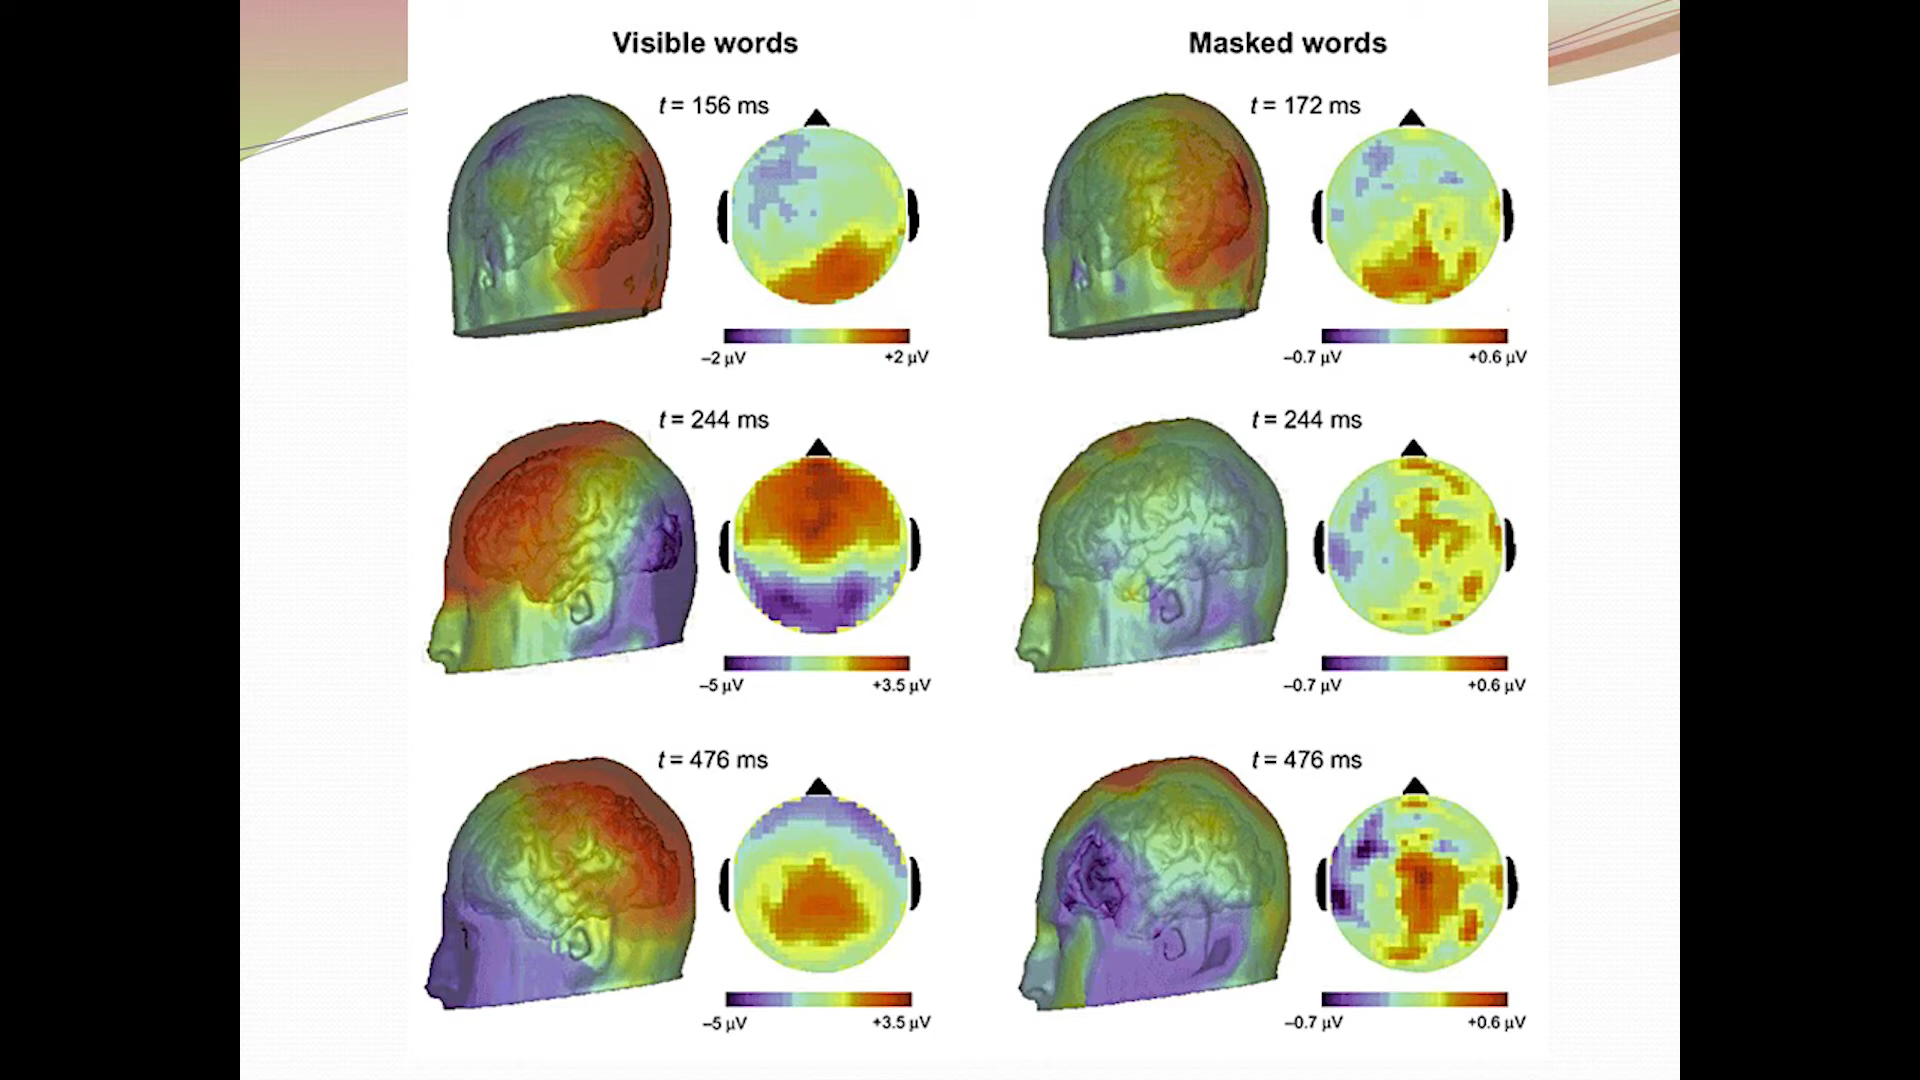 Visible words
Masked words
t = 156 ms
t = 172 ms
–2 µV
+2 µV
–0.7 µV
+0.6 µV
t = 244 ms
t = 244 ms
–5 µV
+3.5 µV
–0.7 µV
+0.6 µV
t = 476 ms
t = 476 ms
–5 µV
+3.5 µV
–0.7 µV
+0.6 µV